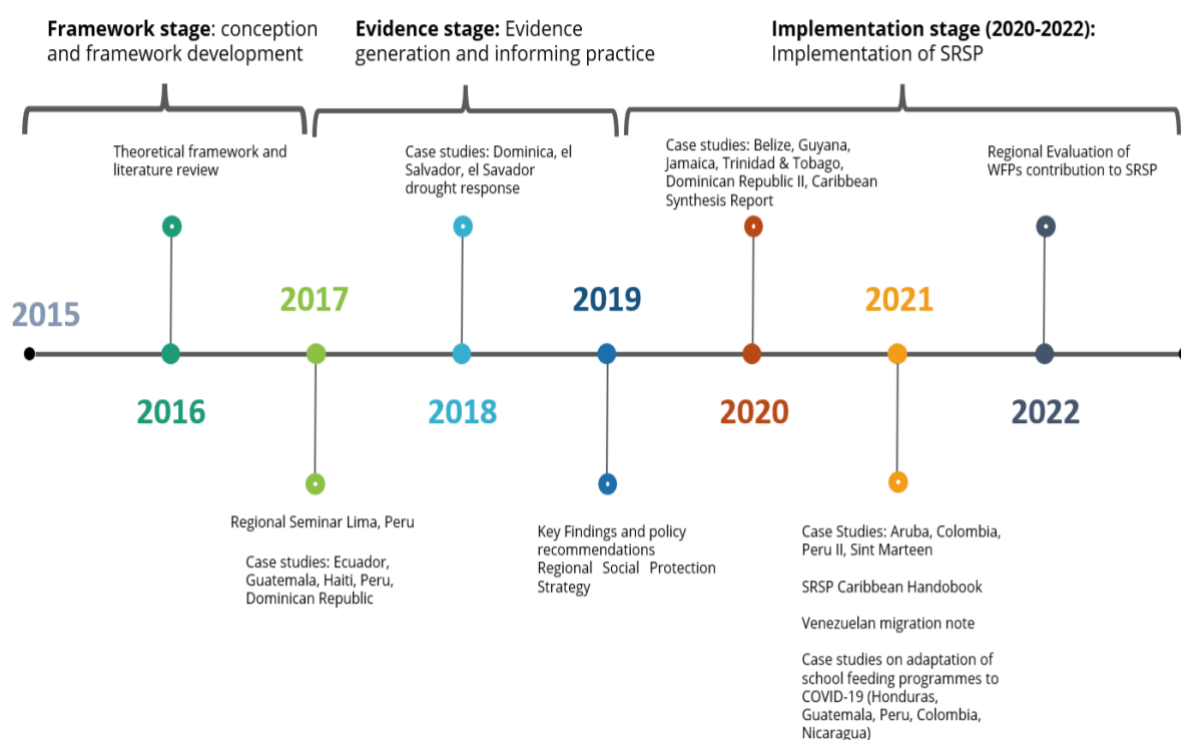 Framework stage: conception
and framework development
Evidence stage: Evidence
generation and informing practice
Implementation stage (2020-2022):
Implementation of SRSP
Theoretical framework and
literature review
Case studies: Dominica, el
Salvador, el Savador
drought response
Case studies: Belize, Guyana,
Jamaica, Trinidad & Tobago,
Dominican Republic II, Caribbean
Synthesis Report
Regional Evaluation of
WFPs contribution to SRSP
2015
2017
2019
2021
2016
2018
2020
2022
Regional Seminar Lima, Peru
Case studies: Ecuador,
Guatemala, Haiti, Peru,
Dominican Republic
Key Findings and policy
recommendations
Regional Social Protection
Strategy
Case Studies: Aruba, Colombia,
Peru II, Sint Marteen
SRSP Caribbean Handobook
Venezuelan migration note
Case studies on adaptation of
school feeding programmes to
COVID-19 (Honduras,
Guatemala, Peru, Colombia,
Nicaragua)